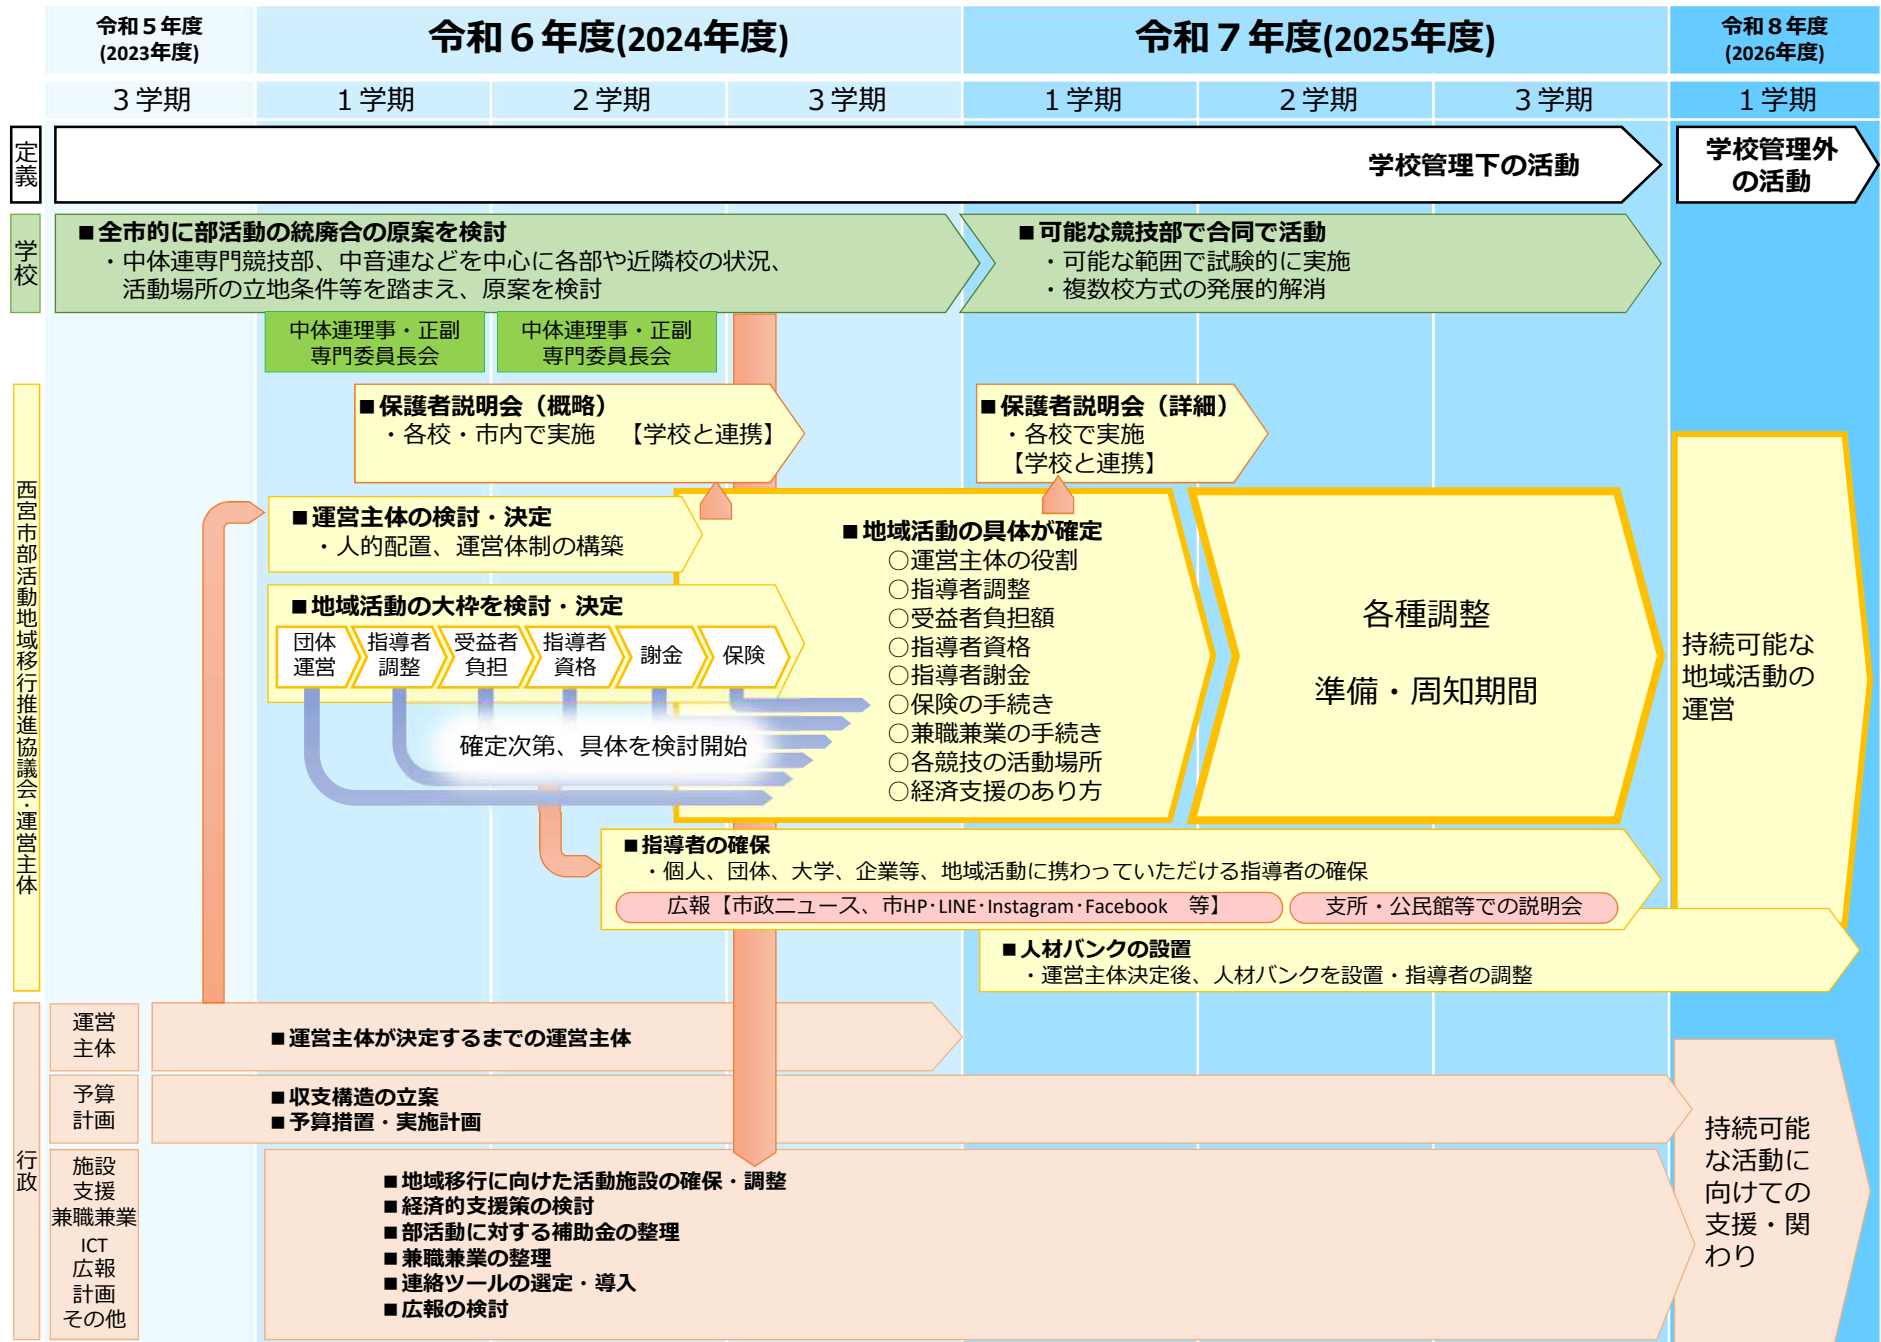 令和５年度
(2023年度)
令和６年度(2024年度)
令和７年度(2025年度)
令和８年度
(2026年度)
３学期
１学期
２学期
３学期
１学期
２学期
３学期
１学期
定義
学校管理下の活動
学校管理外
の活動
学校
■全市的に部活動の統廃合の原案を検討
・中体連専門競技部、中音連などを中心に各部や近隣校の状況、
活動場所の立地条件等を踏まえ、原案を検討
■可能な競技部で合同で活動
・可能な範囲で試験的に実施
・複数校方式の発展的解消
中体連理事・正副
専門委員長会
中体連理事・正副
専門委員長会
西宮市部活動地域移行推進協議会・運営主体
■保護者説明会（概略）
・各校・市内で実施　【学校と連携】
■保護者説明会（詳細）
・各校で実施
【学校と連携】
■運営主体の検討・決定
・人的配置、運営体制の構築
■地域活動の大枠を検討・決定
団体
運営
指導者
調整
受益者
負担
指導者
資格
謝金
保険
確定次第、具体を検討開始
■地域活動の具体が確定
○運営主体の役割
○指導者調整
○受益者負担額
○指導者資格
○指導者謝金
○保険の手続き
○兼職兼業の手続き
○各競技の活動場所
○経済支援のあり方
各種調整
準備・周知期間
持続可能な
地域活動の
運営
■指導者の確保
・個人、団体、大学、企業等、地域活動に携わっていただける指導者の確保
広報【市政ニュース、市HP・LINE・Instagram・Facebook　等】
支所・公民館等での説明会
■人材バンクの設置
・運営主体決定後、人材バンクを設置・指導者の調整
行政
運営
主体
■運営主体が決定するまでの運営主体
予算
計画
■収支構造の立案
■予算措置・実施計画
施設
支援
兼職兼業
ICT
広報
計画
その他
■地域移行に向けた活動施設の確保・調整
■経済的支援策の検討
■部活動に対する補助金の整理
■兼職兼業の整理
■連絡ツールの選定・導入
■広報の検討
持続可能
な活動に
向けての
支援・関
わり